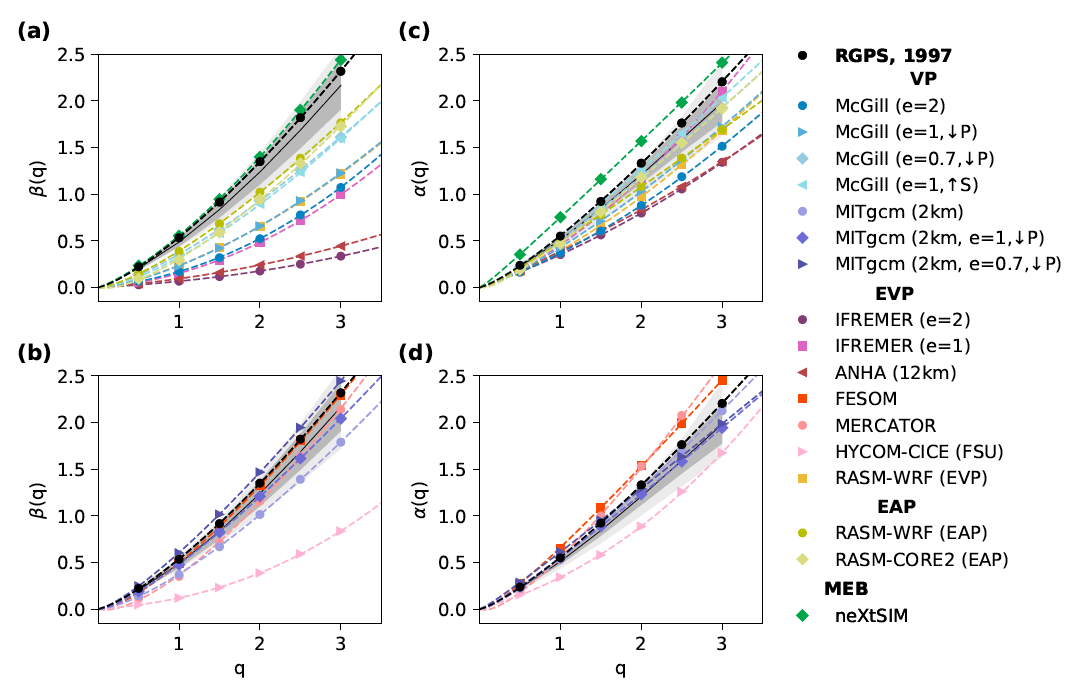 (a)
2.5
2.0
1.5
1.0
0.5
0.0
β(q)
1
2
3
(c)
2.5
2.0
1.5
1.0
0.5
0.0
α(q)
1
2
3
(b)
2.5
2.0
1.5
1.0
0.5
0.0
β(q)
1
2
3
q
(d)
2.5
2.0
1.5
1.0
0.5
0.0
α(q)
1
2
3
q
RGPS, 1997
VP
McGill (e=2)
McGill (e=1,↓P)
McGill (e=0.7,↓P)
McGill (e=1,↑S)
MITgcm (2km)
MITgcm (2km, e=1,↓P)
MITgcm (2km, e=0.7,↓P)
EVP
IFREMER (e=2)
IFREMER (e=1)
ANHA (12km)
FESOM
MERCATOR
HYCOM-CICE (FSU)
RASM-WRF (EVP)
EAP
RASM-WRF (EAP)
RASM-CORE2 (EAP)
MEB
neXtSIM